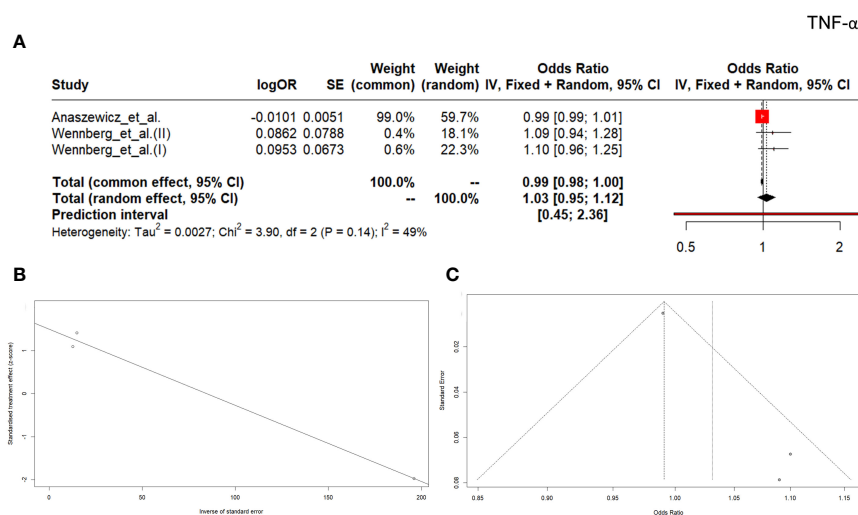 TNF-α
A
Weight Weight Odds Ratio Odds Ratio
Study logOR SE (common) (random) IV, Fixed + Random, 95% CI IV, Fixed + Random, 95% CI
Anaszewicz_et_al. -0.0101 0.0051 99.0% 59.7% 0.99 [0.99; 1.01]
Wennberg_et_al.(II) 0.0862 0.0788 0.4% 18.1% 1.09 [0.94; 1.28]
Wennberg_et_al.(I) 0.0953 0.0673 0.6% 22.3% 1.10 [0.96; 1.25]
Total (common effect, 95% CI) 100.0% -- 0.99 [0.98; 1.00]
Total (random effect, 95% CI) -- 100.0% 1.03 [0.95; 1.12]
Prediction interval [0.45; 2.36]
Heterogeneity: Tau² = 0.0027; Chi² = 3.90, df = 2 (P = 0.14); I² = 49%
0.5 1 2
B
Standardised treatment effect (z-score)
1
0
-1
-2
0 50 100 150 200
Inverse of standard error
C
Standard Error
0.02
0.04
0.06
0.08
0.85 0.90 0.95 1.00 1.05 1.10 1.15
Odds Ratio